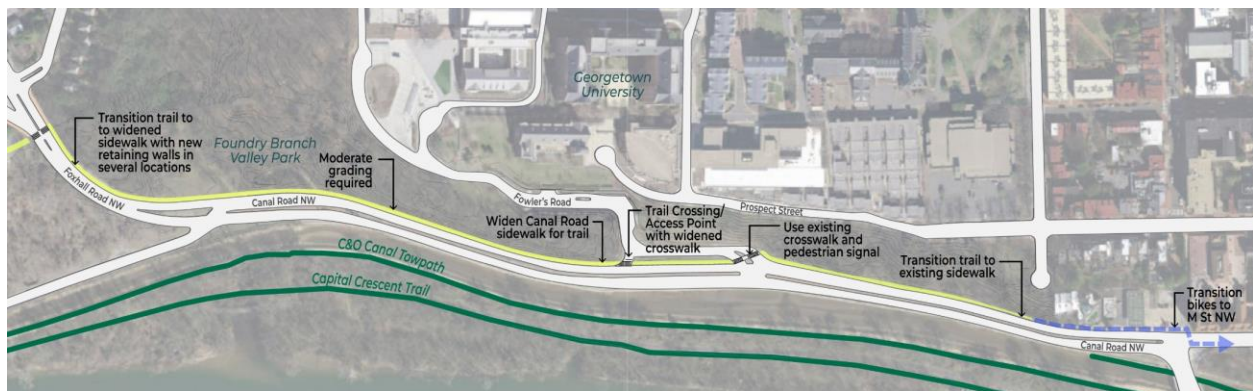 Georgetown
University
Transition trail to
to widened
sidewalk with new
retaining walls in
several locations
Foundry Branch
Valley Park
Moderate
grading
required
Foxhall Road NW
Canal Road NW
Fowler's Road
Prospect Street
Widen Canal Road
sidewalk for trail
Trail Crossing/
Access Point
with widened
crosswalk
Use existing
crosswalk and
pedestrian signal
C&O Canal Towpath
Capital Crescent Trail
Transition trail to
existing sidewalk
Transition
bikes to
M St NW
Canal Road NW